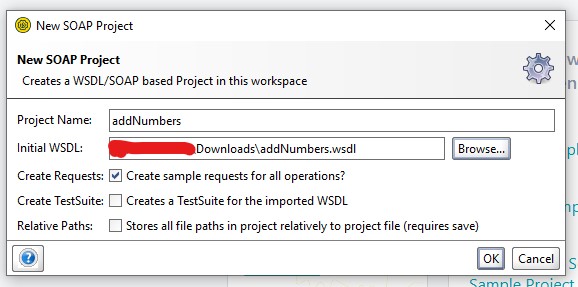 New SOAP Project
New SOAP Project
Creates a WSDL/SOAP based Project in this workspace
Project Name: addNumbers
Initial WSDL: Downloads\addNumbers.wsdl Browse...
Create Requests: Create sample requests for all operations?
Create TestSuite: Creates a TestSuite for the imported WSDL
Relative Paths: Stores all file paths in project relatively to project file (requires save)
OK Cancel
Sample Project